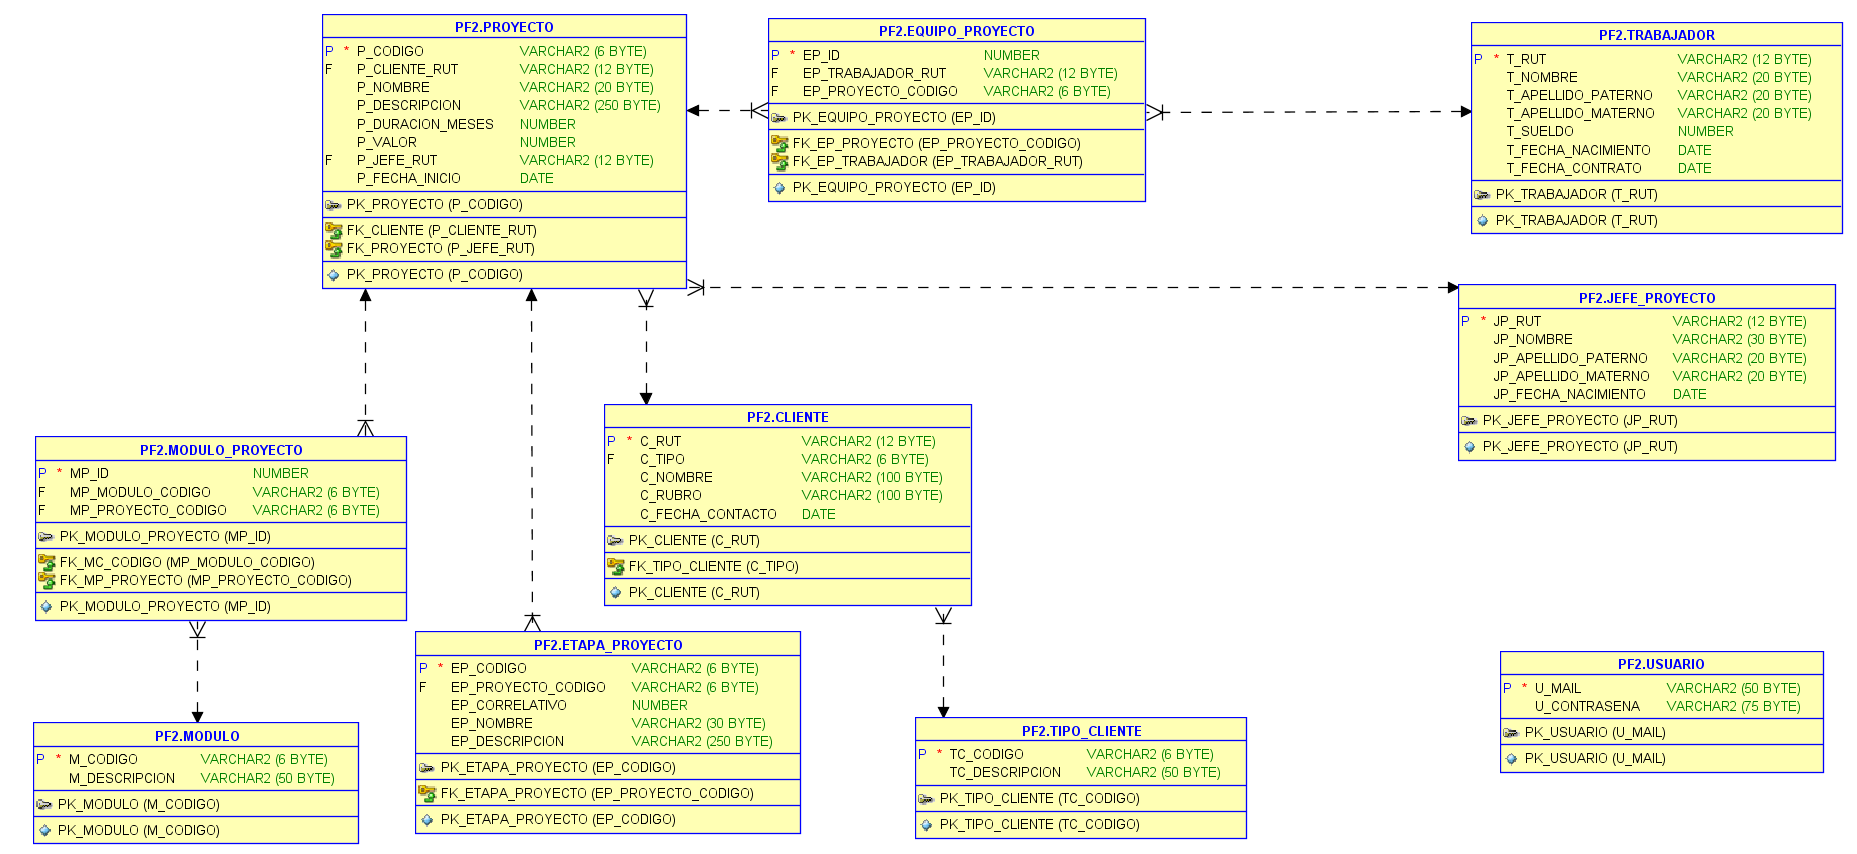 PF2.PROYECTO
P * P_CODIGO VARCHAR2 (6 BYTE)
F P_CLIENTE_RUT VARCHAR2 (12 BYTE)
P_NOMBRE VARCHAR2 (20 BYTE)
P_DESCRIPCION VARCHAR2 (250 BYTE)
P_DURACION_MESES NUMBER
P_VALOR NUMBER
F P_JEFE_RUT VARCHAR2 (12 BYTE)
P_FECHA_INICIO DATE
PK_PROYECTO (P_CODIGO)
FK_CLIENTE (P_CLIENTE_RUT)
FK_PROYECTO (P_JEFE_RUT)
PK_PROYECTO (P_CODIGO)
PF2.EQUIPO_PROYECTO
P * EP_ID NUMBER
F EP_TRABAJADOR_RUT VARCHAR2 (12 BYTE)
F EP_PROYECTO_CODIGO VARCHAR2 (6 BYTE)
PK_EQUIPO_PROYECTO (EP_ID)
FK_EP_PROYECTO (EP_PROYECTO_CODIGO)
FK_EP_TRABAJADOR (EP_TRABAJADOR_RUT)
PK_EQUIPO_PROYECTO (EP_ID)
PF2.TRABAJADOR
P * T_RUT VARCHAR2 (12 BYTE)
T_NOMBRE VARCHAR2 (20 BYTE)
T_APELLIDO_PATERNO VARCHAR2 (20 BYTE)
T_APELLIDO_MATERNO VARCHAR2 (20 BYTE)
T_SUELDO NUMBER
T_FECHA_NACIMIENTO DATE
T_FECHA_CONTRATO DATE
PK_TRABAJADOR (T_RUT)
PK_TRABAJADOR (T_RUT)
PF2.JEFE_PROYECTO
P * JP_RUT VARCHAR2 (12 BYTE)
JP_NOMBRE VARCHAR2 (30 BYTE)
JP_APELLIDO_PATERNO VARCHAR2 (20 BYTE)
JP_APELLIDO_MATERNO VARCHAR2 (20 BYTE)
JP_FECHA_NACIMIENTO DATE
PK_JEFE_PROYECTO (JP_RUT)
PK_JEFE_PROYECTO (JP_RUT)
PF2.CLIENTE
P * C_RUT VARCHAR2 (12 BYTE)
F C_TIPO VARCHAR2 (6 BYTE)
C_NOMBRE VARCHAR2 (100 BYTE)
C_RUBRO VARCHAR2 (100 BYTE)
C_FECHA_CONTACTO DATE
PK_CLIENTE (C_RUT)
FK_TIPO_CLIENTE (C_TIPO)
PK_CLIENTE (C_RUT)
PF2.MODULO_PROYECTO
P * MP_ID NUMBER
F MP_MODULO_CODIGO VARCHAR2 (6 BYTE)
F MP_PROYECTO_CODIGO VARCHAR2 (6 BYTE)
PK_MODULO_PROYECTO (MP_ID)
FK_MC_CODIGO (MP_MODULO_CODIGO)
FK_MP_PROYECTO (MP_PROYECTO_CODIGO)
PK_MODULO_PROYECTO (MP_ID)
PF2.ETAPA_PROYECTO
P * EP_CODIGO VARCHAR2 (6 BYTE)
F EP_PROYECTO_CODIGO VARCHAR2 (6 BYTE)
EP_CORRELATIVO NUMBER
EP_NOMBRE VARCHAR2 (30 BYTE)
EP_DESCRIPCION VARCHAR2 (250 BYTE)
PK_ETAPA_PROYECTO (EP_CODIGO)
FK_ETAPA_PROYECTO (EP_PROYECTO_CODIGO)
PK_ETAPA_PROYECTO (EP_CODIGO)
PF2.USUARIO
P * U_MAIL VARCHAR2 (50 BYTE)
U_CONTRASENA VARCHAR2 (75 BYTE)
PK_USUARIO (U_MAIL)
PK_USUARIO (U_MAIL)
PF2.MODULO
P * M_CODIGO VARCHAR2 (6 BYTE)
M_DESCRIPCION VARCHAR2 (50 BYTE)
PK_MODULO (M_CODIGO)
PK_MODULO (M_CODIGO)
PF2.TIPO_CLIENTE
P * TC_CODIGO VARCHAR2 (6 BYTE)
TC_DESCRIPCION VARCHAR2 (50 BYTE)
PK_TIPO_CLIENTE (TC_CODIGO)
PK_TIPO_CLIENTE (TC_CODIGO)